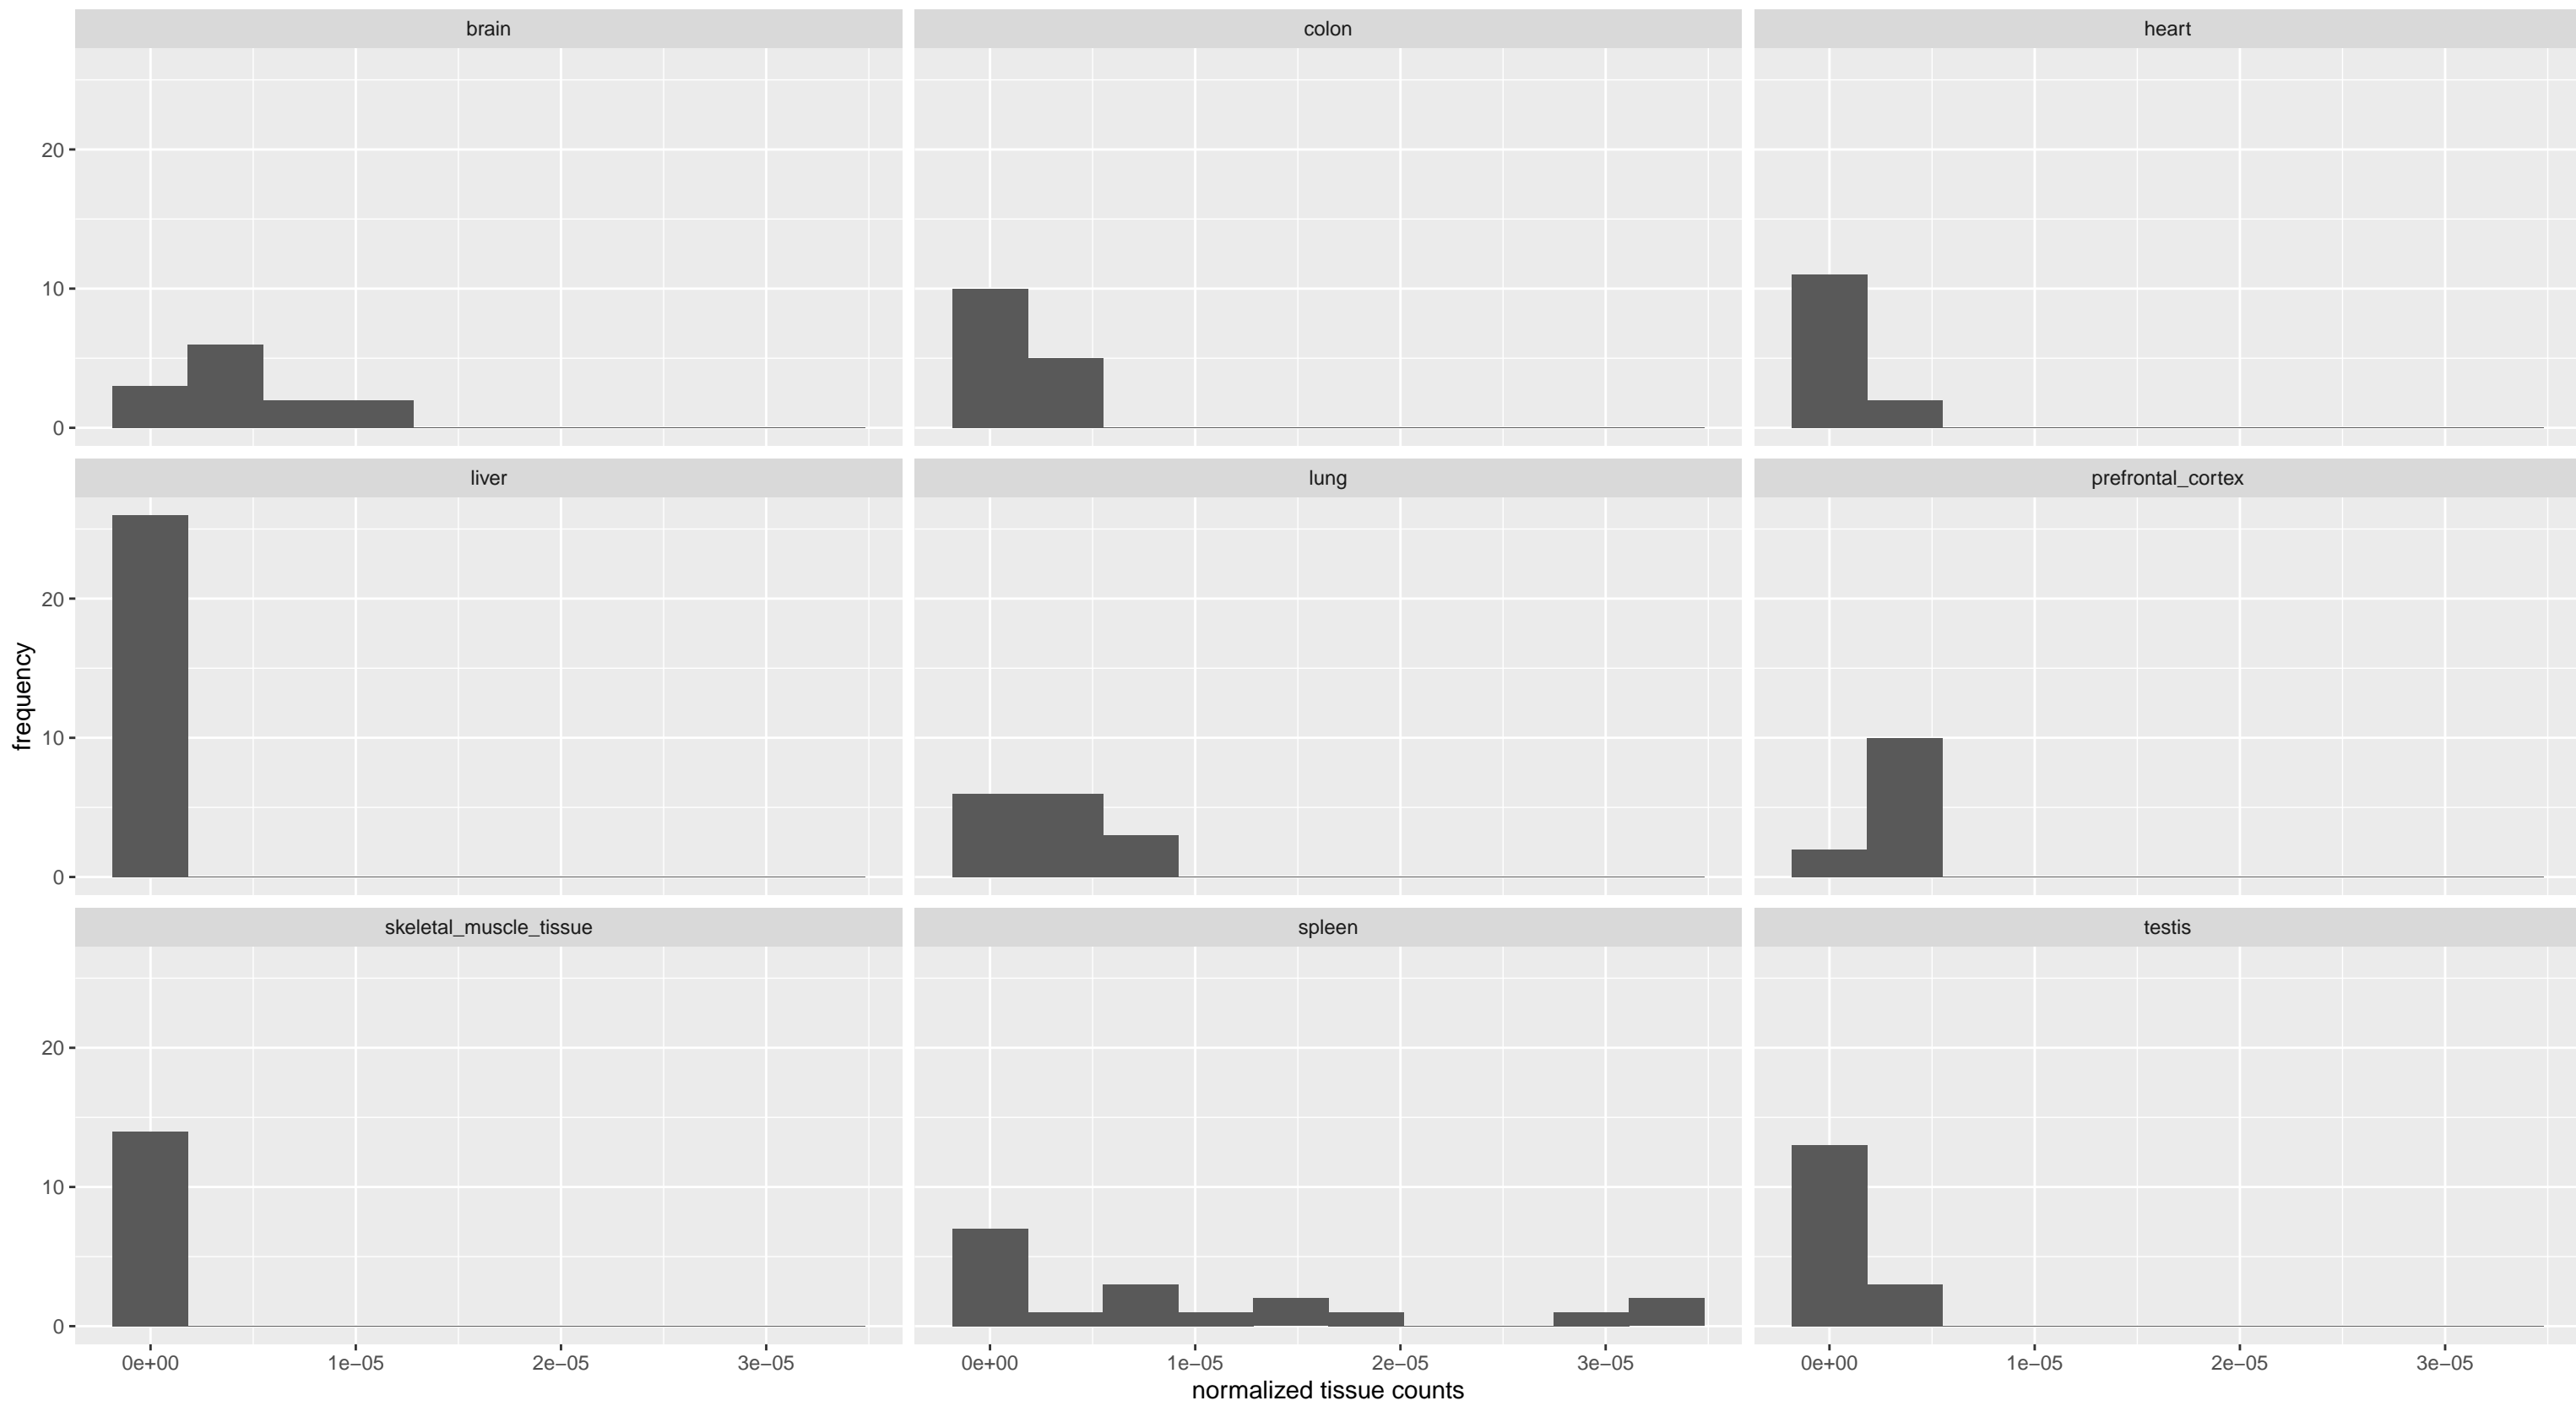 brain
colon
heart
20
10
0
liver
lung
prefrontal_cortex
20
10
0
frequency
skeletal_muscle_tissue
spleen
testis
20
10
0
0e+00 1e−05 2e−05 3e−05
0e+00 1e−05 2e−05 3e−05
0e+00 1e−05 2e−05 3e−05
normalized tissue counts